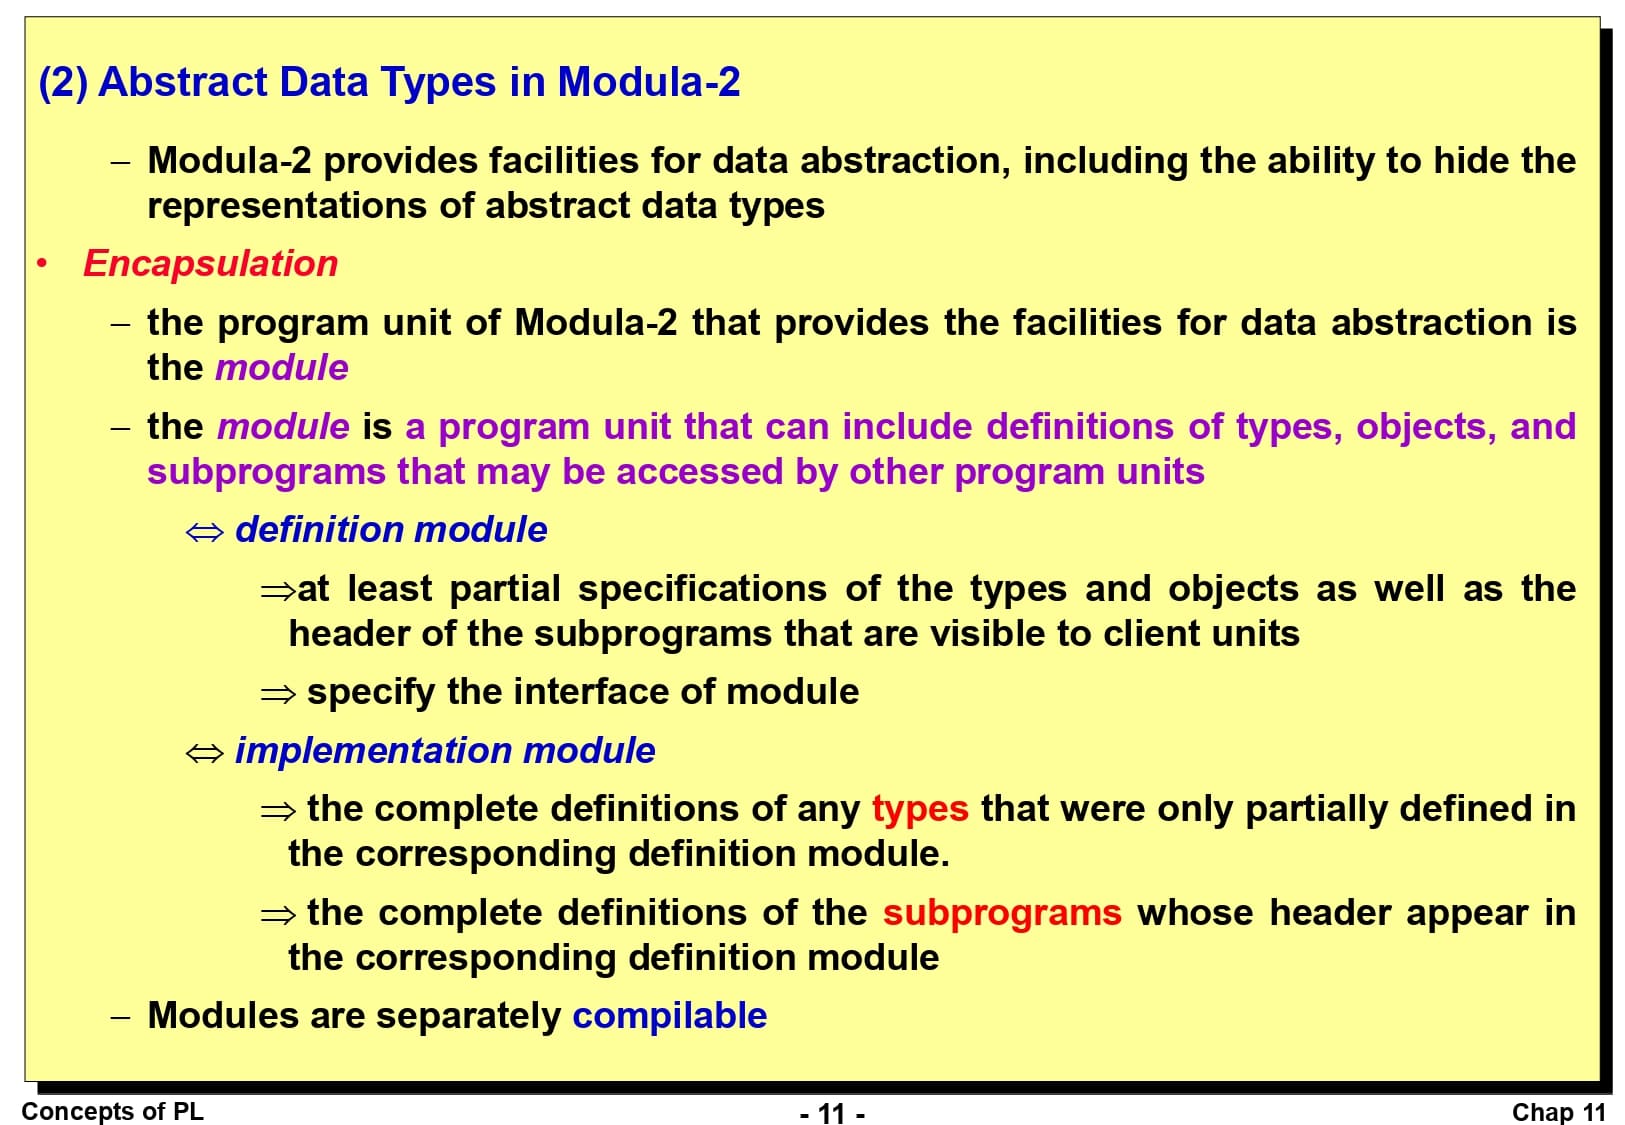 (2) Abstract Data Types in Modula-2
– Modula-2 provides facilities for data abstraction, including the ability to hide the
representations of abstract data types
• Encapsulation
– the program unit of Modula-2 that provides the facilities for data abstraction is
the module
– the module is a program unit that can include definitions of types, objects, and
subprograms that may be accessed by other program units
⇔ definition module
⇒at least partial specifications of the types and objects as well as the
header of the subprograms that are visible to client units
⇒ specify the interface of module
⇔ implementation module
⇒ the complete definitions of any types that were only partially defined in
the corresponding definition module.
⇒ the complete definitions of the subprograms whose header appear in
the corresponding definition module
– Modules are separately compilable
Concepts of PL
- 11 -
Chap 11